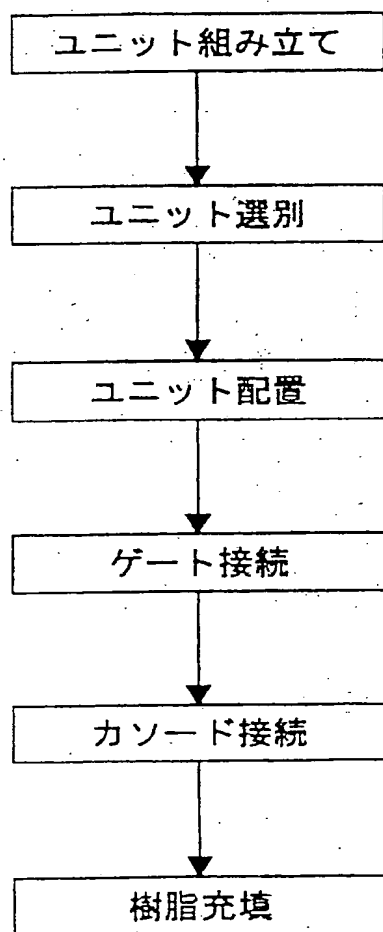 ユニット組み立て
ユニット選別
ユニット配置
ゲート接続
カソード接続
樹脂充填